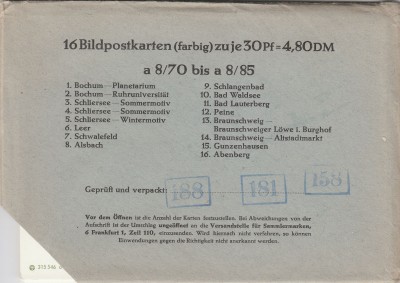 16 Bildpostkarten (farbig) zu je 30 Pf = 4,80 DM
a 8/70 bis a 8/85
1. Bochum — Planetarium
2. Bochum — Ruhruniversität
3. Schliersee — Sommermotiv
4. Schliersee — Sommermotiv
5. Schliersee — Wintermotiv
6. Leer
7. Schwalefeld
8. Alsbach
9. Schlangenbad
10. Bad Waldsee
11. Bad Lauterberg
12. Peine
13. Braunschweig —
Braunschweiger Löwe i. Burghof
14. Braunschweig — Altstadtmarkt
15. Gunzenhausen
16. Abenberg
Geprüft und verpackt:
188
181
158
Vor dem Öffnen ist die Anzahl der Karten festzustellen. Bei Abweichungen von der
Aufschrift ist der Umschlag ungeöffnet an die Versandstelle für Sammlermarken,
6 Frankfurt 1, Zeil 110, einzusenden. Wird hiernach nicht verfahren, so können
Einwendungen gegen die Richtigkeit nicht anerkannt werden.